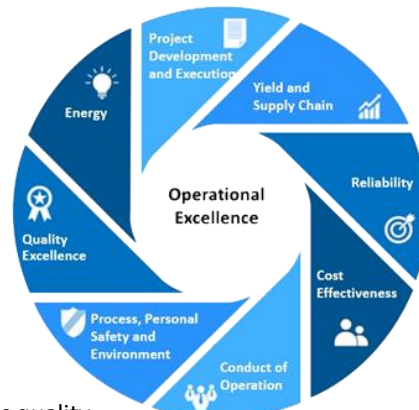 Project
Development
and Execution
Yield and
Supply Chain
Reliability
Cost
Effectiveness
Conduct of
Operation
Process, Personal
Safety and
Environment
Quality
Excellence
Energy
Operational
Excellence
quality